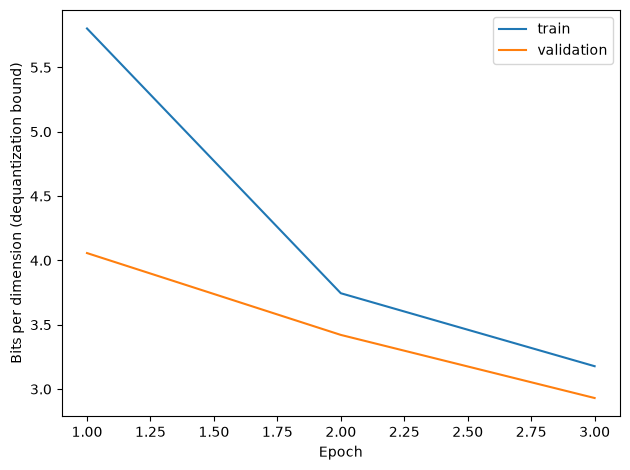 train
validation
Bits per dimension (dequantization bound)
5.5
5.0
4.5
4.0
3.5
3.0
1.00 1.25 1.50 1.75 2.00 2.25 2.50 2.75 3.00
Epoch